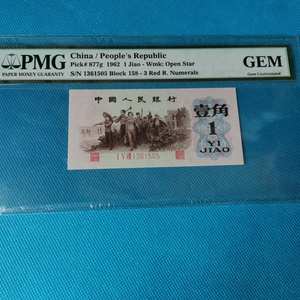 PMG
PAPER MONEY GUARANTY
China / People's Republic
Pick# 877g 1962 1 Jiao - Wmk: Open Star
S/N 1361505 Block 158 - 3 Red R. Numerals
GEM
Gem Uncirculated
中国人民银行
壹角
1
YI
JIAO
I V Ⅷ 1361505